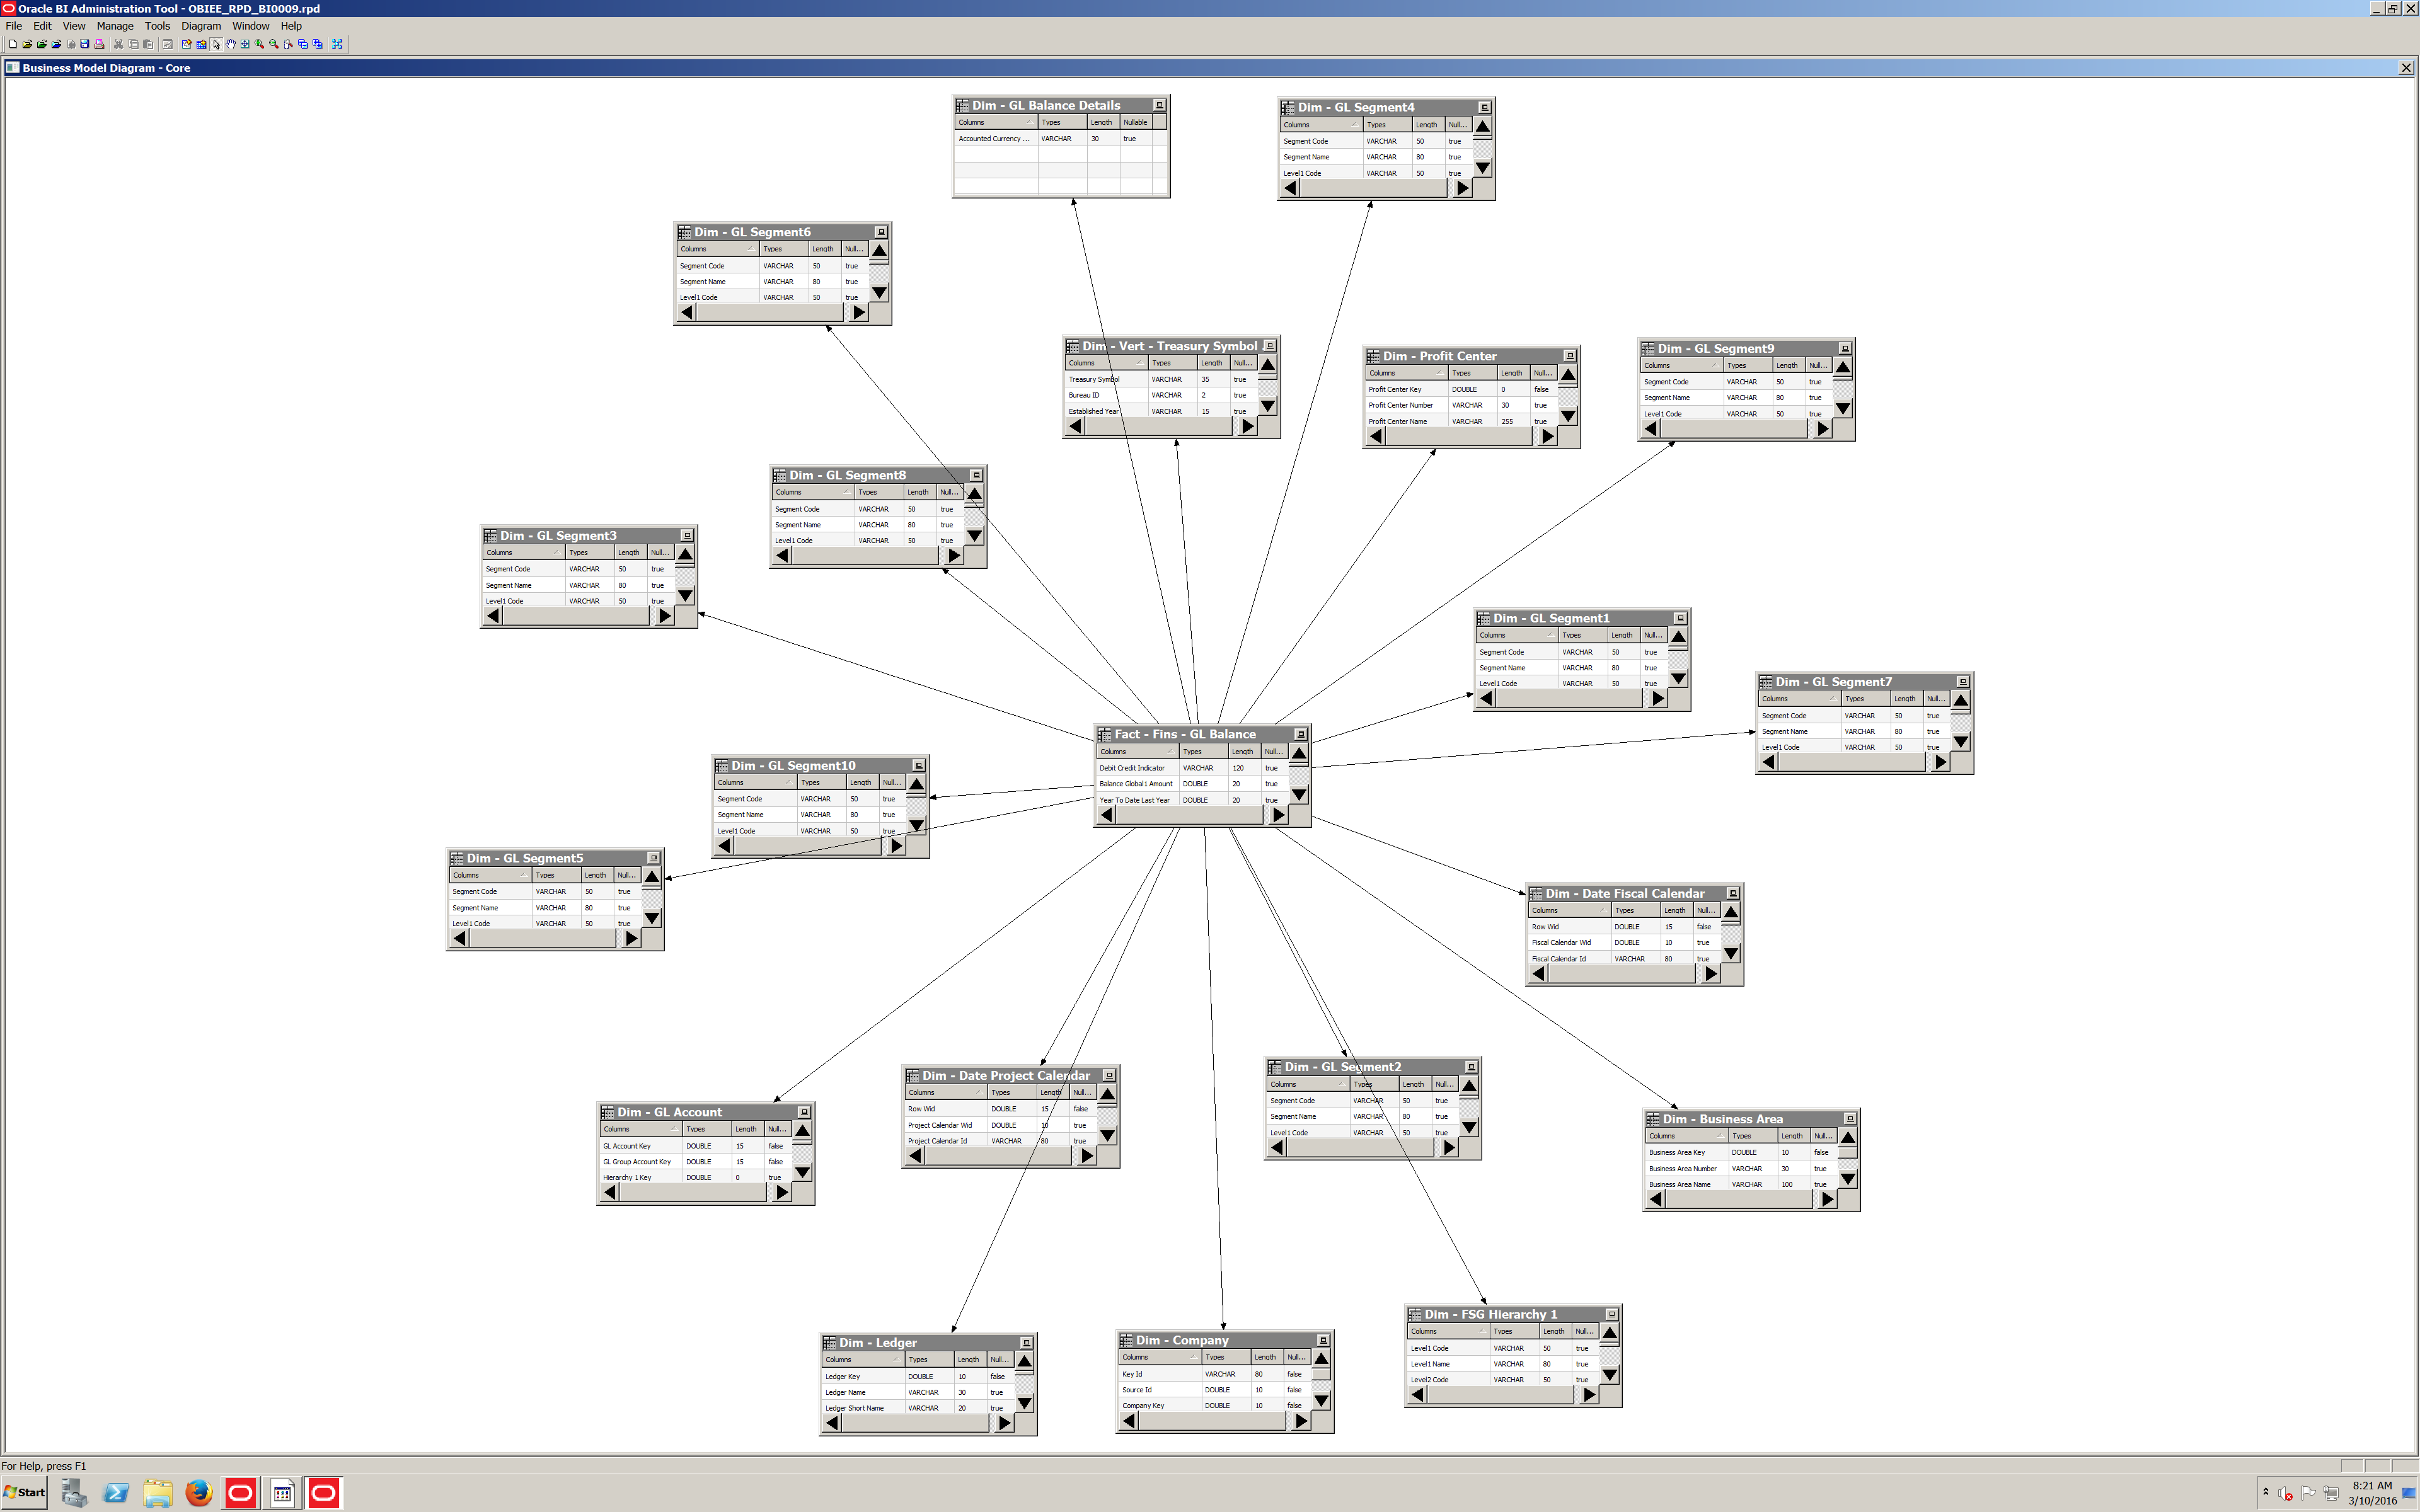 Oracle BI Administration Tool - OBIEE_RPD_BI0009.rpd
File Edit View Manage Tools Diagram Window Help
Business Model Diagram - Core
Dim - GL Balance Details
Columns Types Length Nullable
Accounted Currency ... VARCHAR 30 true
Dim - GL Segment4
Columns Types Length Null...
Segment Code VARCHAR 50 true
Segment Name VARCHAR 80 true
Level1 Code VARCHAR 50 true
Dim - GL Segment6
Columns Types Length Null...
Segment Code VARCHAR 50 true
Segment Name VARCHAR 80 true
Level1 Code VARCHAR 50 true
Dim - Vert - Treasury Symbol
Columns Types Length Null...
Treasury Symbol VARCHAR 35 true
Bureau ID VARCHAR 2 true
Established Year VARCHAR 15 true
Dim - Profit Center
Columns Types Length Null...
Profit Center Key DOUBLE 0 false
Profit Center Number VARCHAR 30 true
Profit Center Name VARCHAR 255 true
Dim - GL Segment9
Columns Types Length Null...
Segment Code VARCHAR 50 true
Segment Name VARCHAR 80 true
Level1 Code VARCHAR 50 true
Dim - GL Segment8
Columns Types Length Null...
Segment Code VARCHAR 50 true
Segment Name VARCHAR 80 true
Level1 Code VARCHAR 50 true
Dim - GL Segment3
Columns Types Length Null...
Segment Code VARCHAR 50 true
Segment Name VARCHAR 80 true
Level1 Code VARCHAR 50 true
Dim - GL Segment1
Columns Types Length Null...
Segment Code VARCHAR 50 true
Segment Name VARCHAR 80 true
Level1 Code VARCHAR 50 true
Dim - GL Segment7
Columns Types Length Null...
Segment Code VARCHAR 50 true
Segment Name VARCHAR 80 true
Level1 Code VARCHAR 50 true
Fact - Fins - GL Balance
Columns Types Length Null...
Debit Credit Indicator VARCHAR 120 true
Balance Global1 Amount DOUBLE 20 true
Year To Date Last Year DOUBLE 20 true
Dim - GL Segment10
Columns Types Length Null...
Segment Code VARCHAR 50 true
Segment Name VARCHAR 80 true
Level1 Code VARCHAR 50 true
Dim - GL Segment5
Columns Types Length Null...
Segment Code VARCHAR 50 true
Segment Name VARCHAR 80 true
Level1 Code VARCHAR 50 true
Dim - Date Fiscal Calendar
Columns Types Length Null...
Row Wid DOUBLE 15 false
Fiscal Calendar Wid DOUBLE 10 true
Fiscal Calendar Id VARCHAR 80 true
Dim - GL Account
Columns Types Length Null...
GL Account Key DOUBLE 15 false
GL Group Account Key DOUBLE 15 false
Hierarchy 1 Key DOUBLE 0 true
Dim - Date Project Calendar
Columns Types Length Null...
Row Wid DOUBLE 15 false
Project Calendar Wid DOUBLE 10 true
Project Calendar Id VARCHAR 80 true
Dim - GL Segment2
Columns Types Length Null...
Segment Code VARCHAR 50 true
Segment Name VARCHAR 80 true
Level1 Code VARCHAR 50 true
Dim - Business Area
Columns Types Length Null...
Business Area Key DOUBLE 10 false
Business Area Number VARCHAR 30 true
Business Area Name VARCHAR 100 true
Dim - Ledger
Columns Types Length Null...
Ledger Key DOUBLE 10 false
Ledger Name VARCHAR 30 true
Ledger Short Name VARCHAR 20 true
Dim - Company
Columns Types Length Null...
Key Id VARCHAR 80 false
Source Id DOUBLE 10 false
Company Key DOUBLE 10 false
Dim - FSG Hierarchy 1
Columns Types Length Null...
Level1 Code VARCHAR 50 true
Level1 Name VARCHAR 80 true
Level2 Code VARCHAR 50 true
For Help, press F1
Start
8:21 AM
3/10/2016